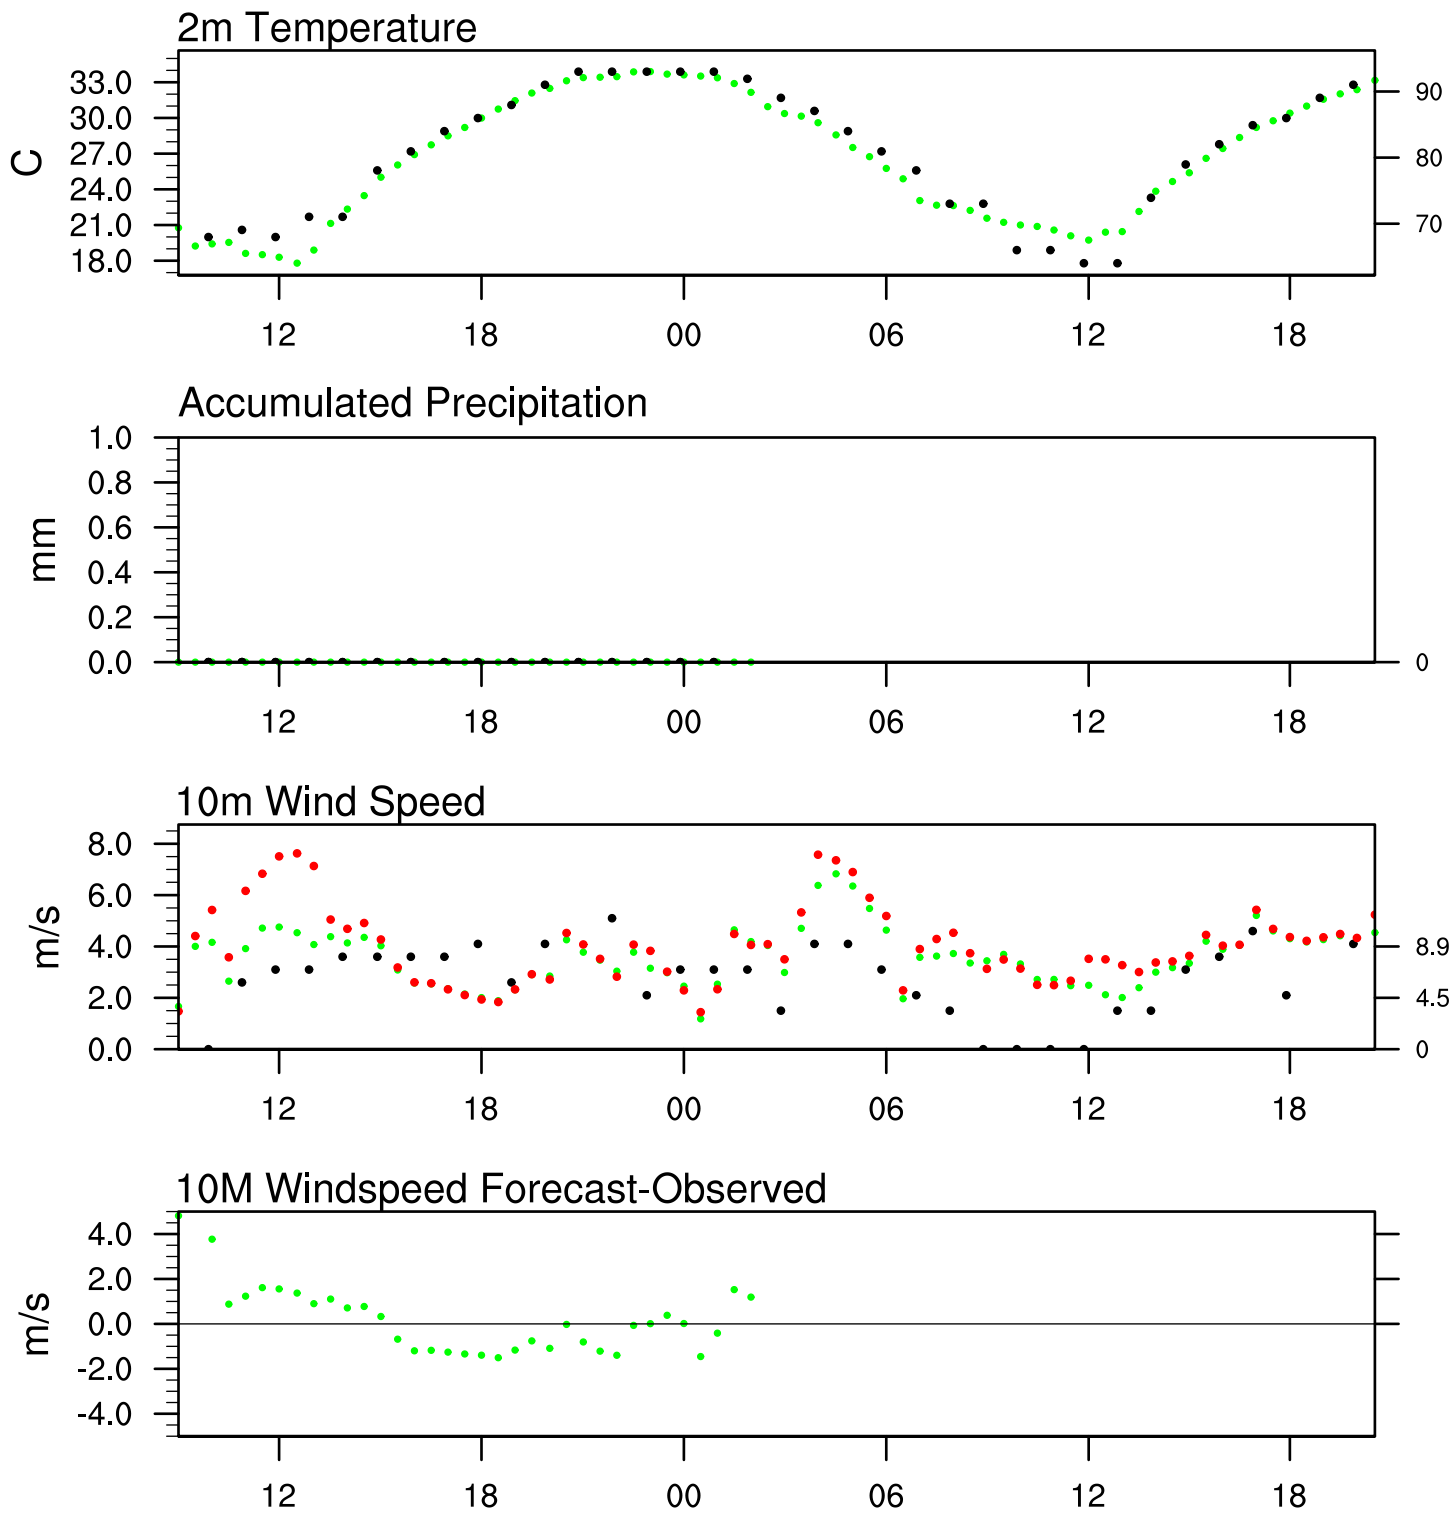 2m Temperature
C
33.0
30.0
27.0
24.0
21.0
18.0
90
80
70
12 18 00 06 12 18
Accumulated Precipitation
mm
1.0
0.8
0.6
0.4
0.2
0.0
0
12 18 00 06 12 18
10m Wind Speed
m/s
8.0
6.0
4.0
2.0
0.0
8.9
4.5
0
12 18 00 06 12 18
10M Windspeed Forecast-Observed
m/s
4.0
2.0
0.0
-2.0
-4.0
12 18 00 06 12 18